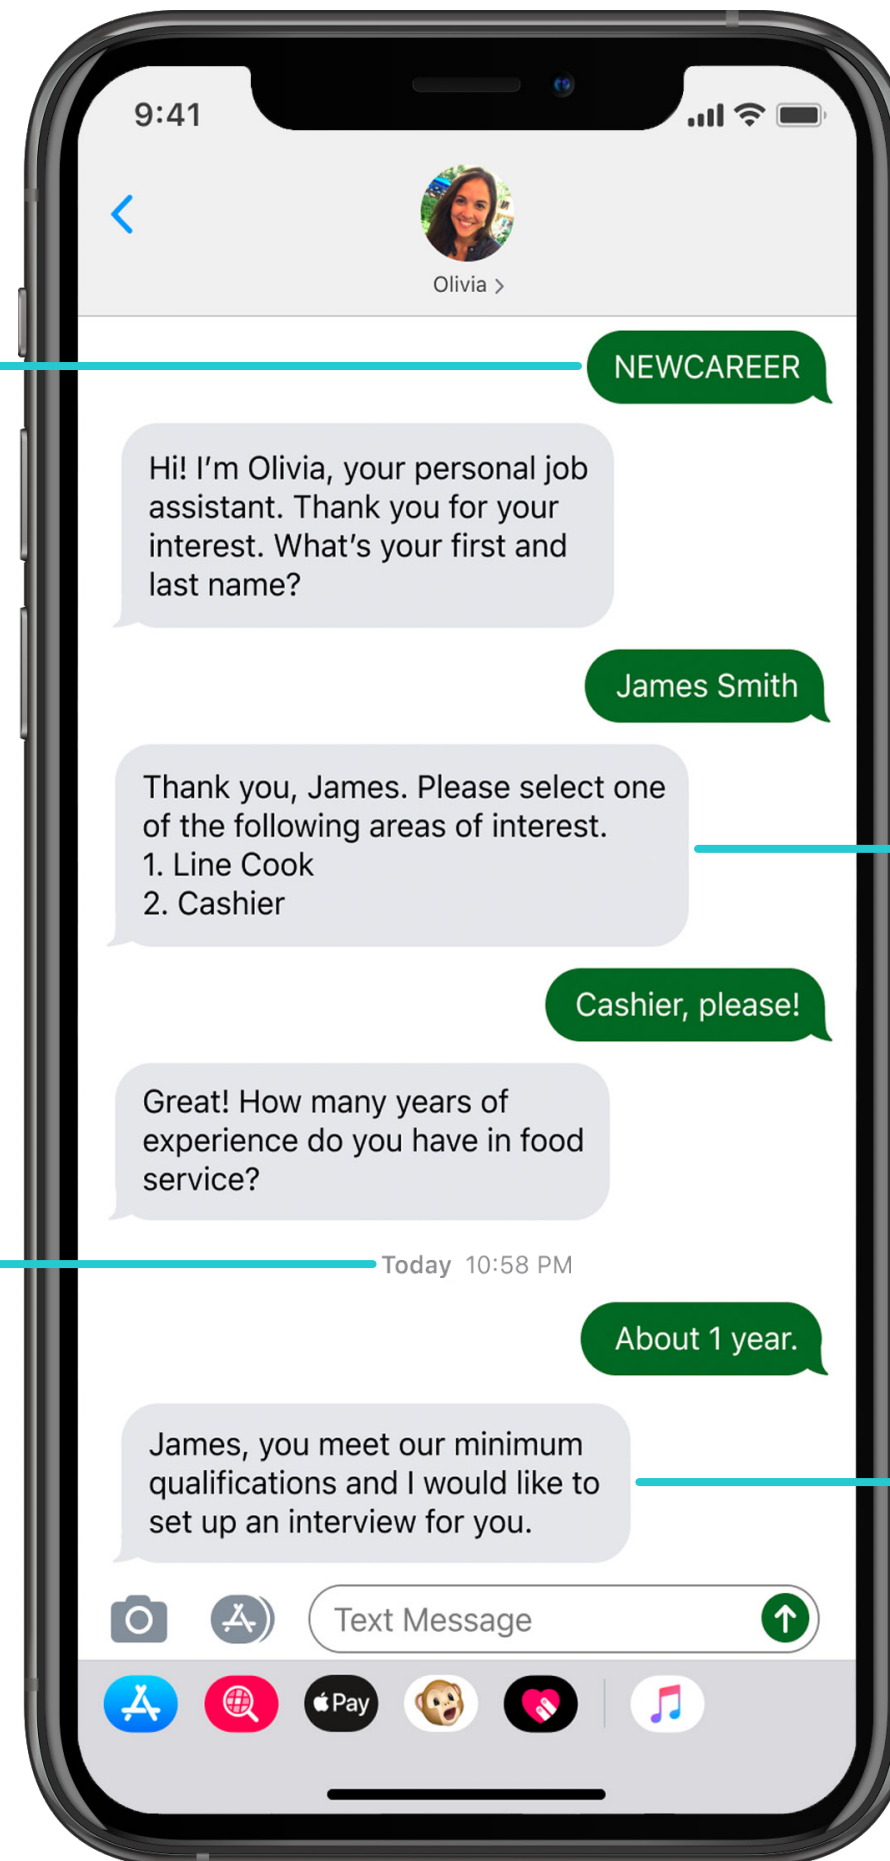 9:41
Olivia >
NEWCAREER
Hi! I'm Olivia, your personal job
assistant. Thank you for your
interest. What's your first and
last name?
James Smith
Thank you, James. Please select one
of the following areas of interest.
1. Line Cook
2. Cashier
Cashier, please!
Great! How many years of
experience do you have in food
service?
Today 10:58 PM
About 1 year.
James, you meet our minimum
qualifications and I would like to
set up an interview for you.
Text Message
Pay